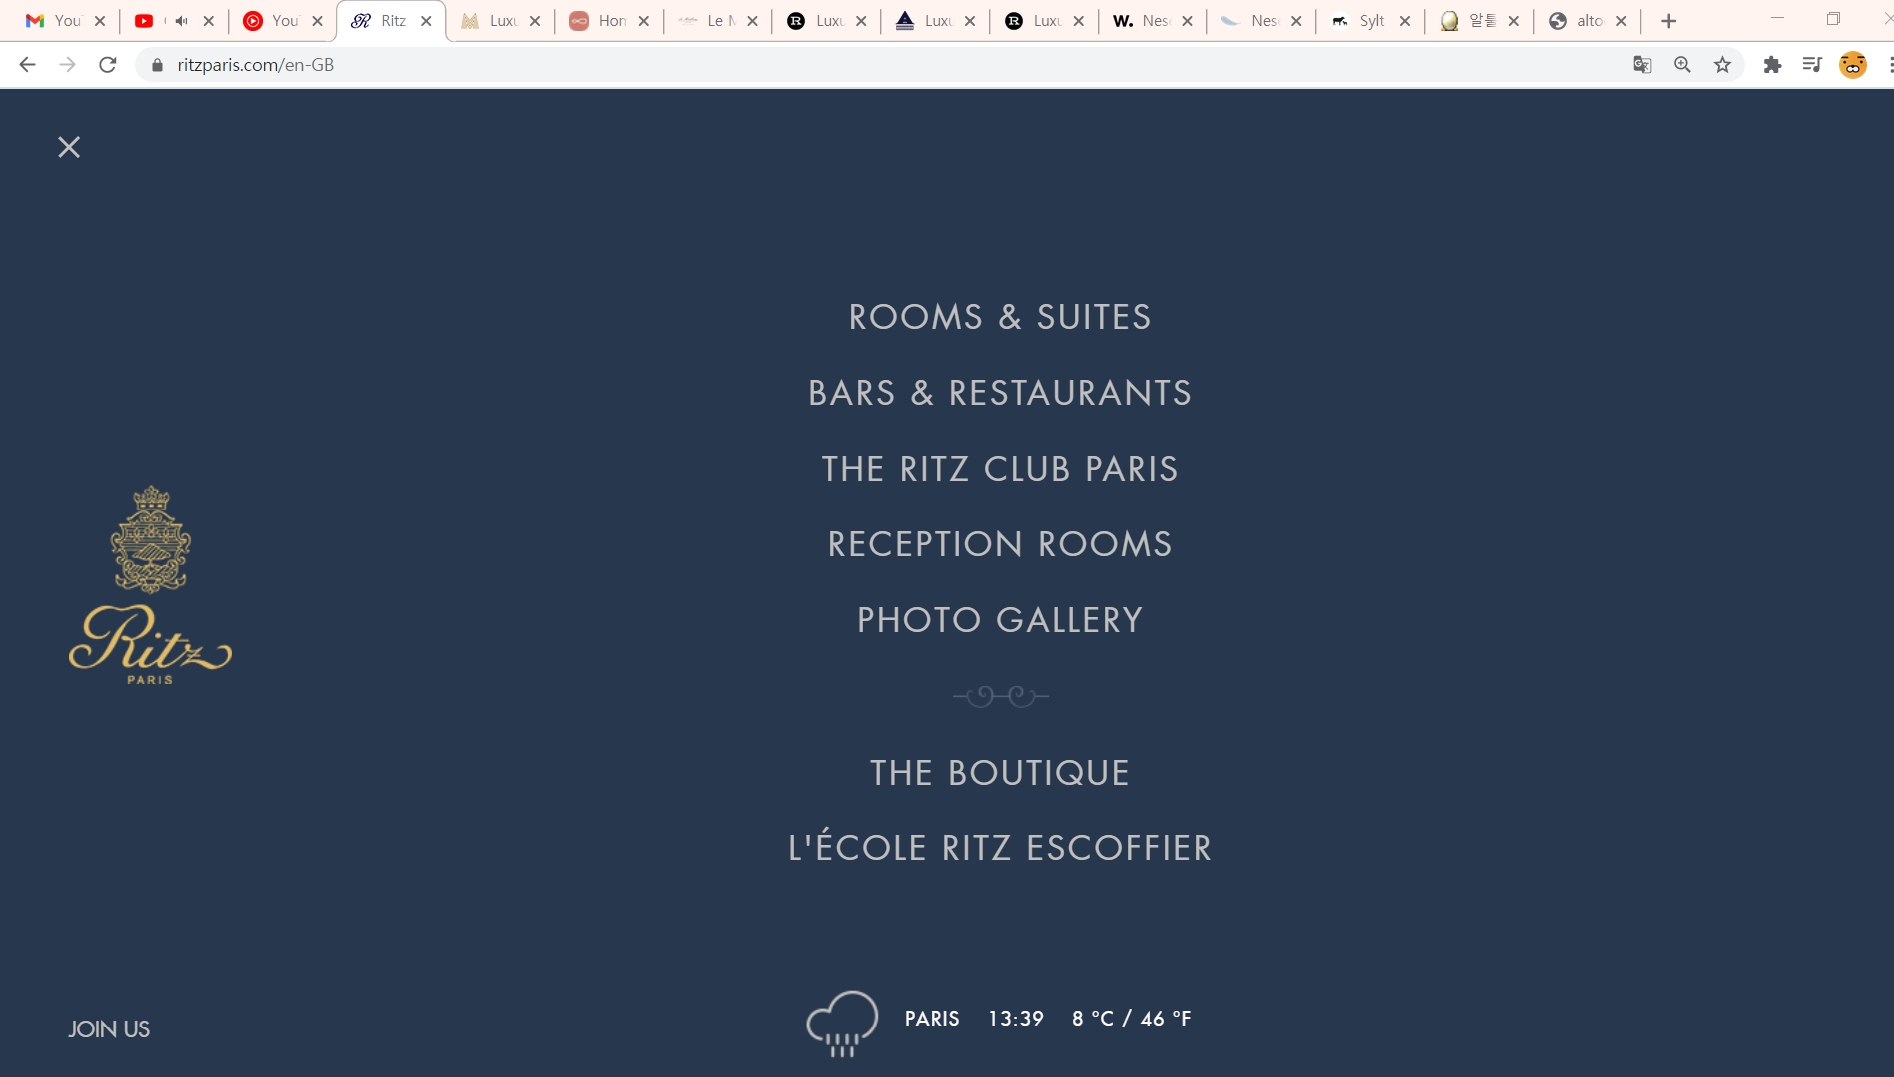 You
You
Ritz
Luxu
Hom
Le M
Luxu
Luxu
Luxu
W. Nes
Nes
Sylt
알틀
alto
ritzparis.com/en-GB
ROOMS & SUITES
BARS & RESTAURANTS
THE RITZ CLUB PARIS
RECEPTION ROOMS
PHOTO GALLERY
Ritz
PARIS
THE BOUTIQUE
L'ÉCOLE RITZ ESCOFFIER
JOIN US
PARIS 13:39 8 °C / 46 °F